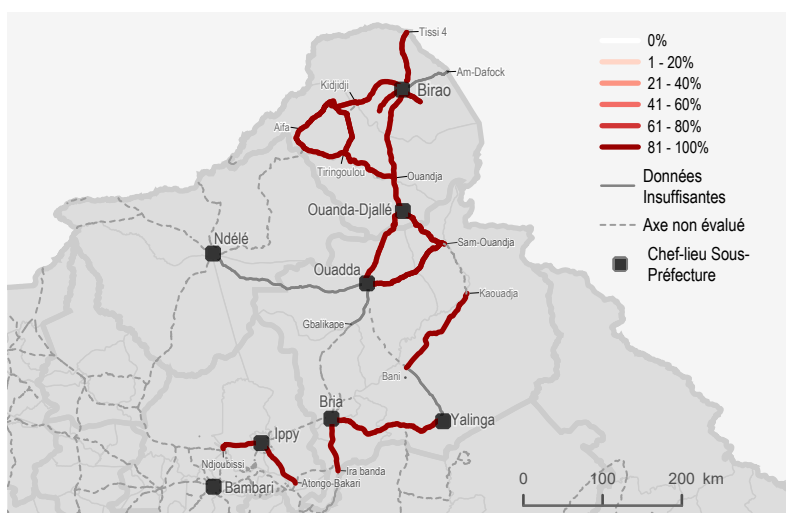 Tissi 4
0%
1 - 20%
21 - 40%
41 - 60%
61 - 80%
81 - 100%
Données
Insuffisantes
Axe non évalué
Chef-lieu Sous-
Préfecture
Am-Dafock
Kidjidji
Birao
Aifa
Tiringoulou
Ouandja
Ouanda-Djallé
Ndélé
Sam-Ouandja
Ouadda
Kaouadja
Gbalikape
Bani
Bria
Yalinga
Ippy
Ndjoubissi
Ira banda
Bambari
Atongo-Bakari
0 100 200 km